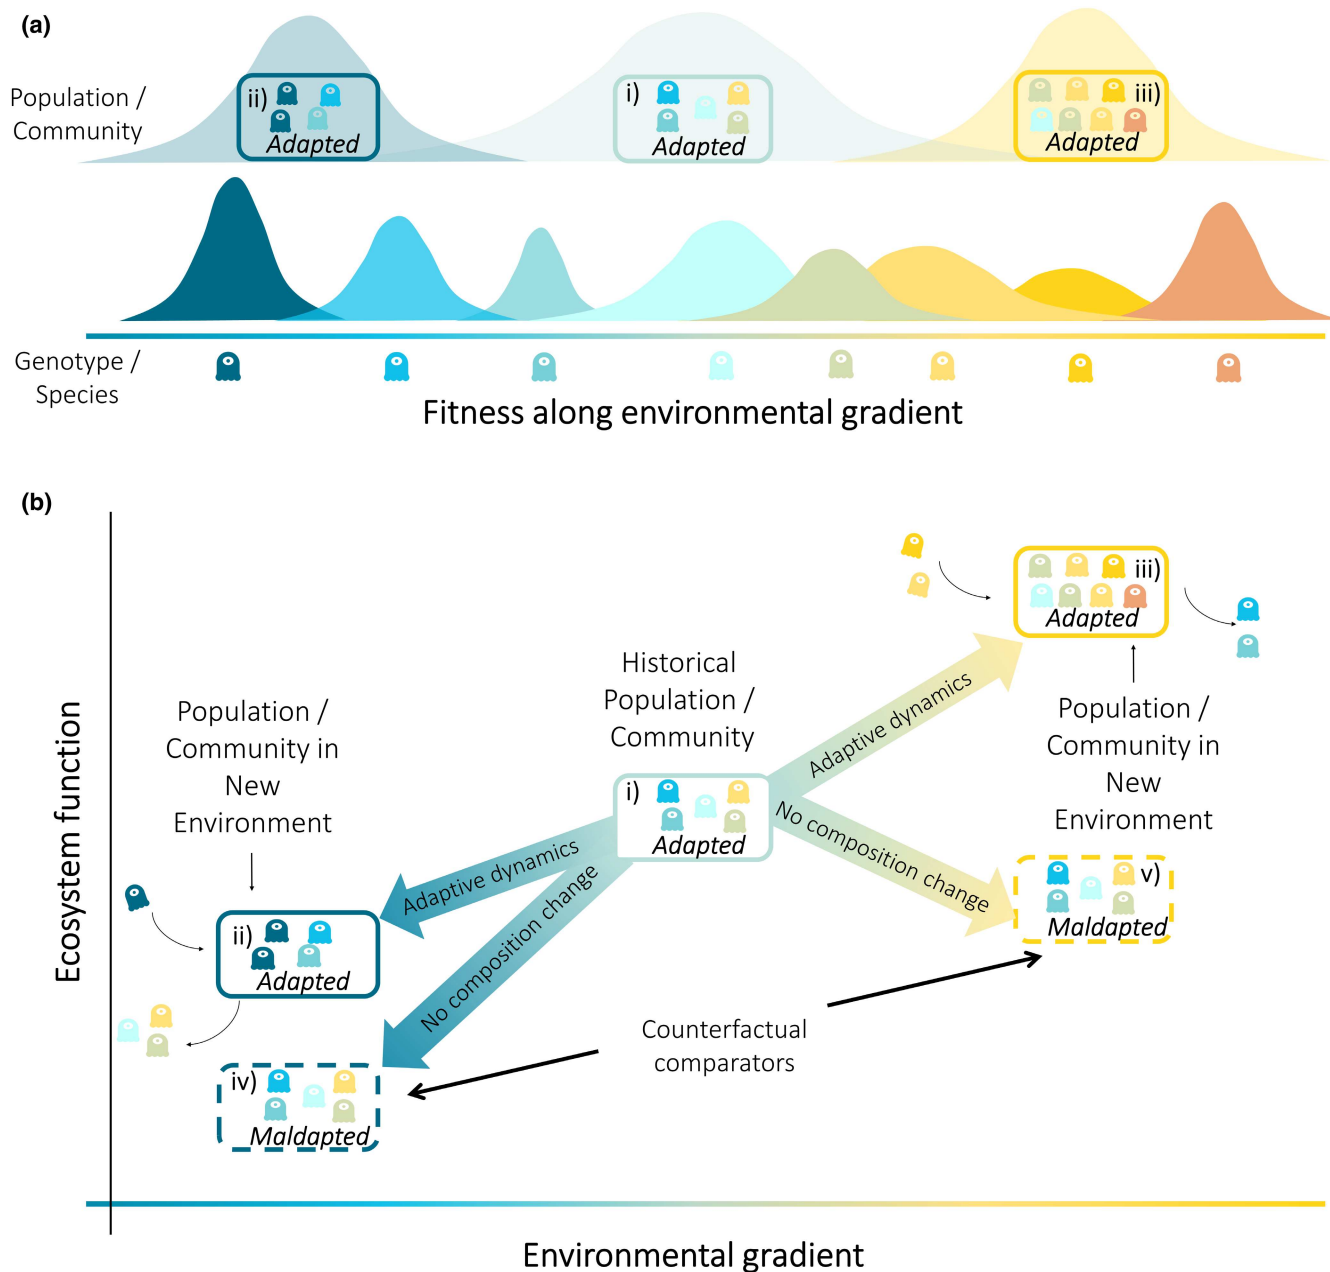 (a)
Population /
Community
ii)
Adapted
i)
Adapted
iii)
Adapted
Genotype /
Species
Fitness along environmental gradient
(b)
Ecosystem function
iii)
Adapted
Historical
Population /
Community
Adaptive dynamics
Population /
Community in
New
Environment
Population /
Community in
New
Environment
i)
Adapted
No composition change
Adaptive dynamics
No composition change
v)
Maldapted
ii)
Adapted
Counterfactual
comparators
iv)
Maldapted
Environmental gradient